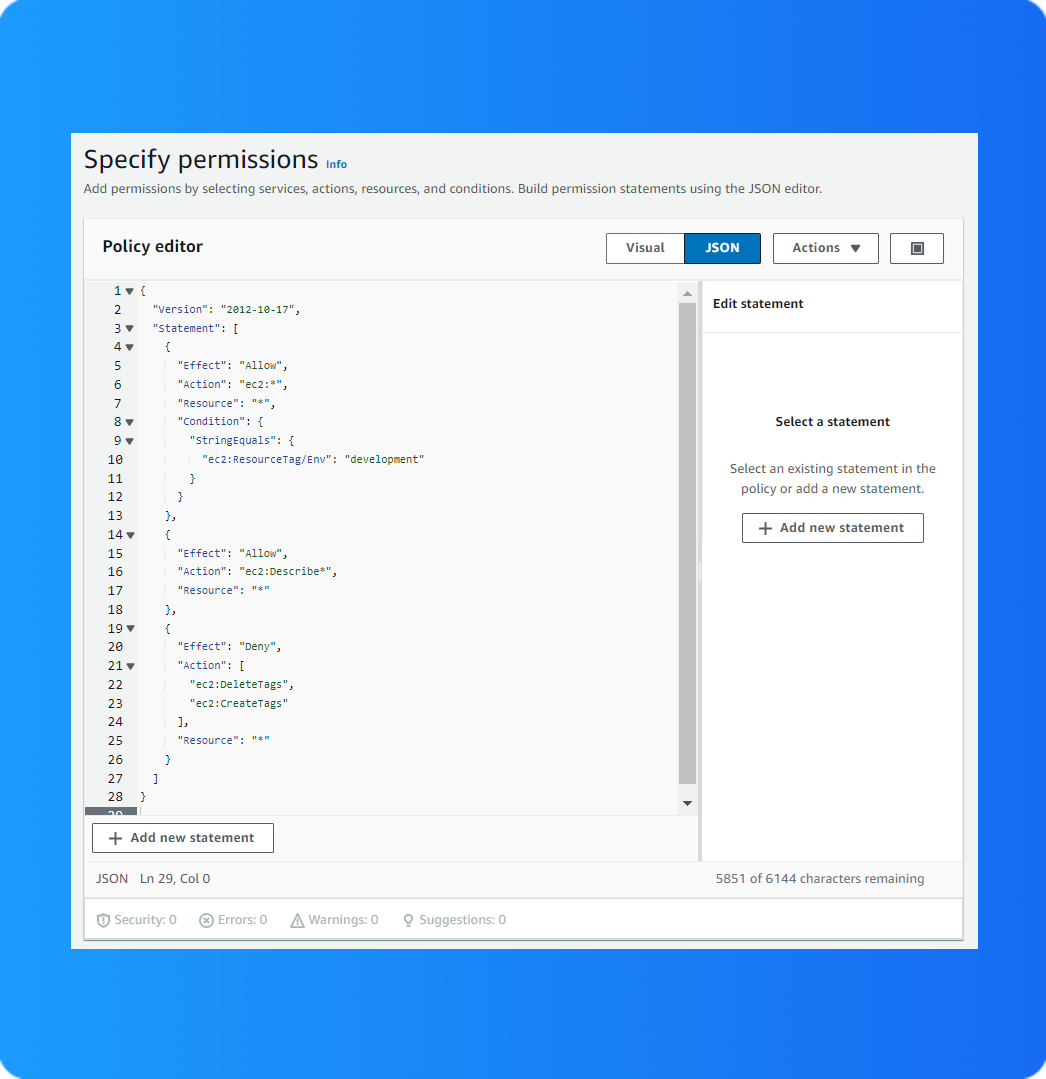 Specify permissions Info
Add permissions by selecting services, actions, resources, and conditions. Build permission statements using the JSON editor.
Policy editor
Visual
JSON
Actions
1 {
2 "Version": "2012-10-17",
3 "Statement": [
4 {
5 "Effect": "Allow",
6 "Action": "ec2:*",
7 "Resource": "*",
8 "Condition": {
9 "StringEquals": {
10 "ec2:ResourceTag/Env": "development"
11 }
12 }
13 },
14 {
15 "Effect": "Allow",
16 "Action": "ec2:Describe*",
17 "Resource": "*"
18 },
19 {
20 "Effect": "Deny",
21 "Action": [
22 "ec2:DeleteTags",
23 "ec2:CreateTags"
24 ],
25 "Resource": "*"
26 }
27 ]
28 }
29
Add new statement
Edit statement
Select a statement
Select an existing statement in the
policy or add a new statement.
Add new statement
JSON Ln 29, Col 0
5851 of 6144 characters remaining
Security: 0
Errors: 0
Warnings: 0
Suggestions: 0